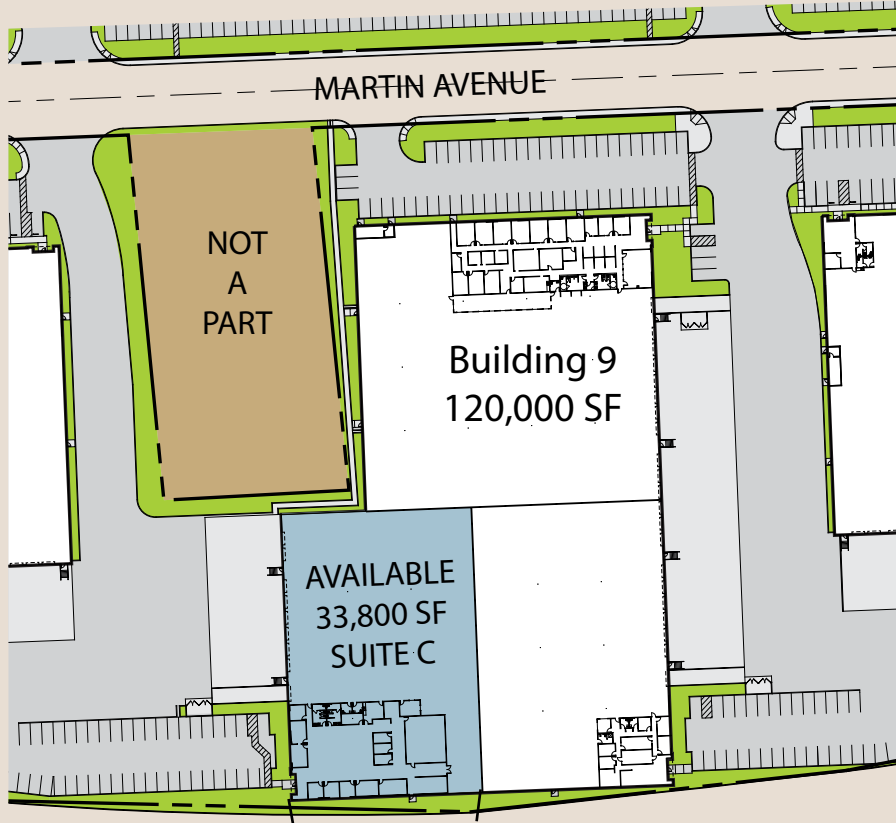 MARTIN AVENUE
NOT
A
PART
Building 9
120,000 SF
AVAILABLE
33,800 SF
SUITE C